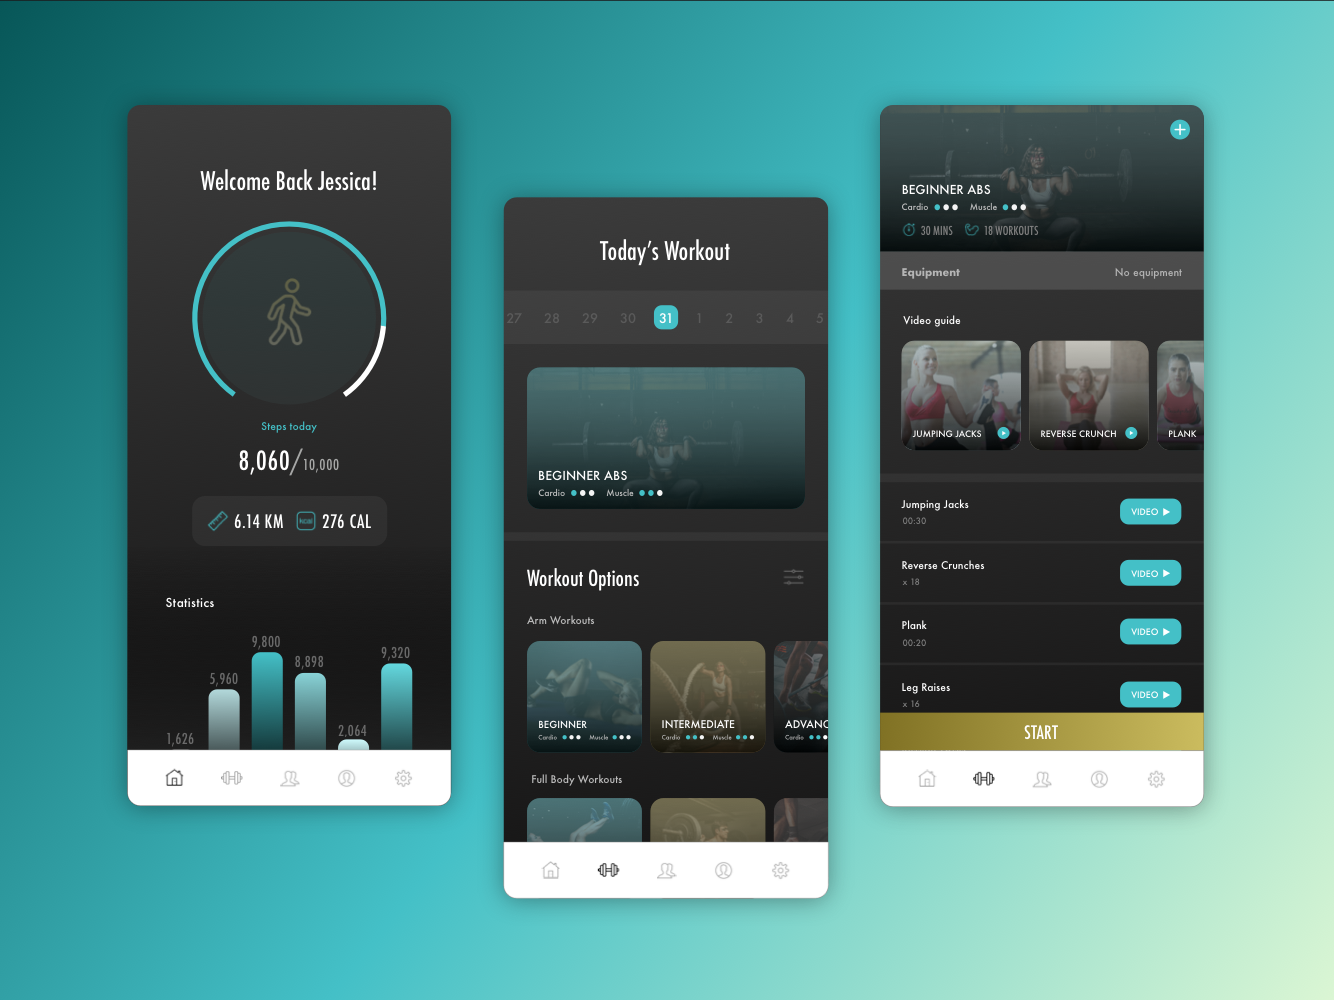 Welcome Back Jessica!
Steps today
8,060/10,000
6.14 KM 276 CAL
Statistics
1,626 5,960 9,800 8,898 2,064 9,320
Today's Workout
27 28 29 30 31 1 2 3 4 5
BEGINNER ABS
Cardio Muscle
Workout Options
Arm Workouts
BEGINNER INTERMEDIATE ADVANC
Cardio Muscle Cardio Muscle Cardio
Full Body Workouts
BEGINNER ABS
Cardio Muscle
30 MINS 18 WORKOUTS
Equipment No equipment
Video guide
JUMPING JACKS REVERSE CRUNCH PLANK
Jumping Jacks
00:30
VIDEO
Reverse Crunches
x 18
VIDEO
Plank
00:20
VIDEO
Leg Raises
x 16
VIDEO
START